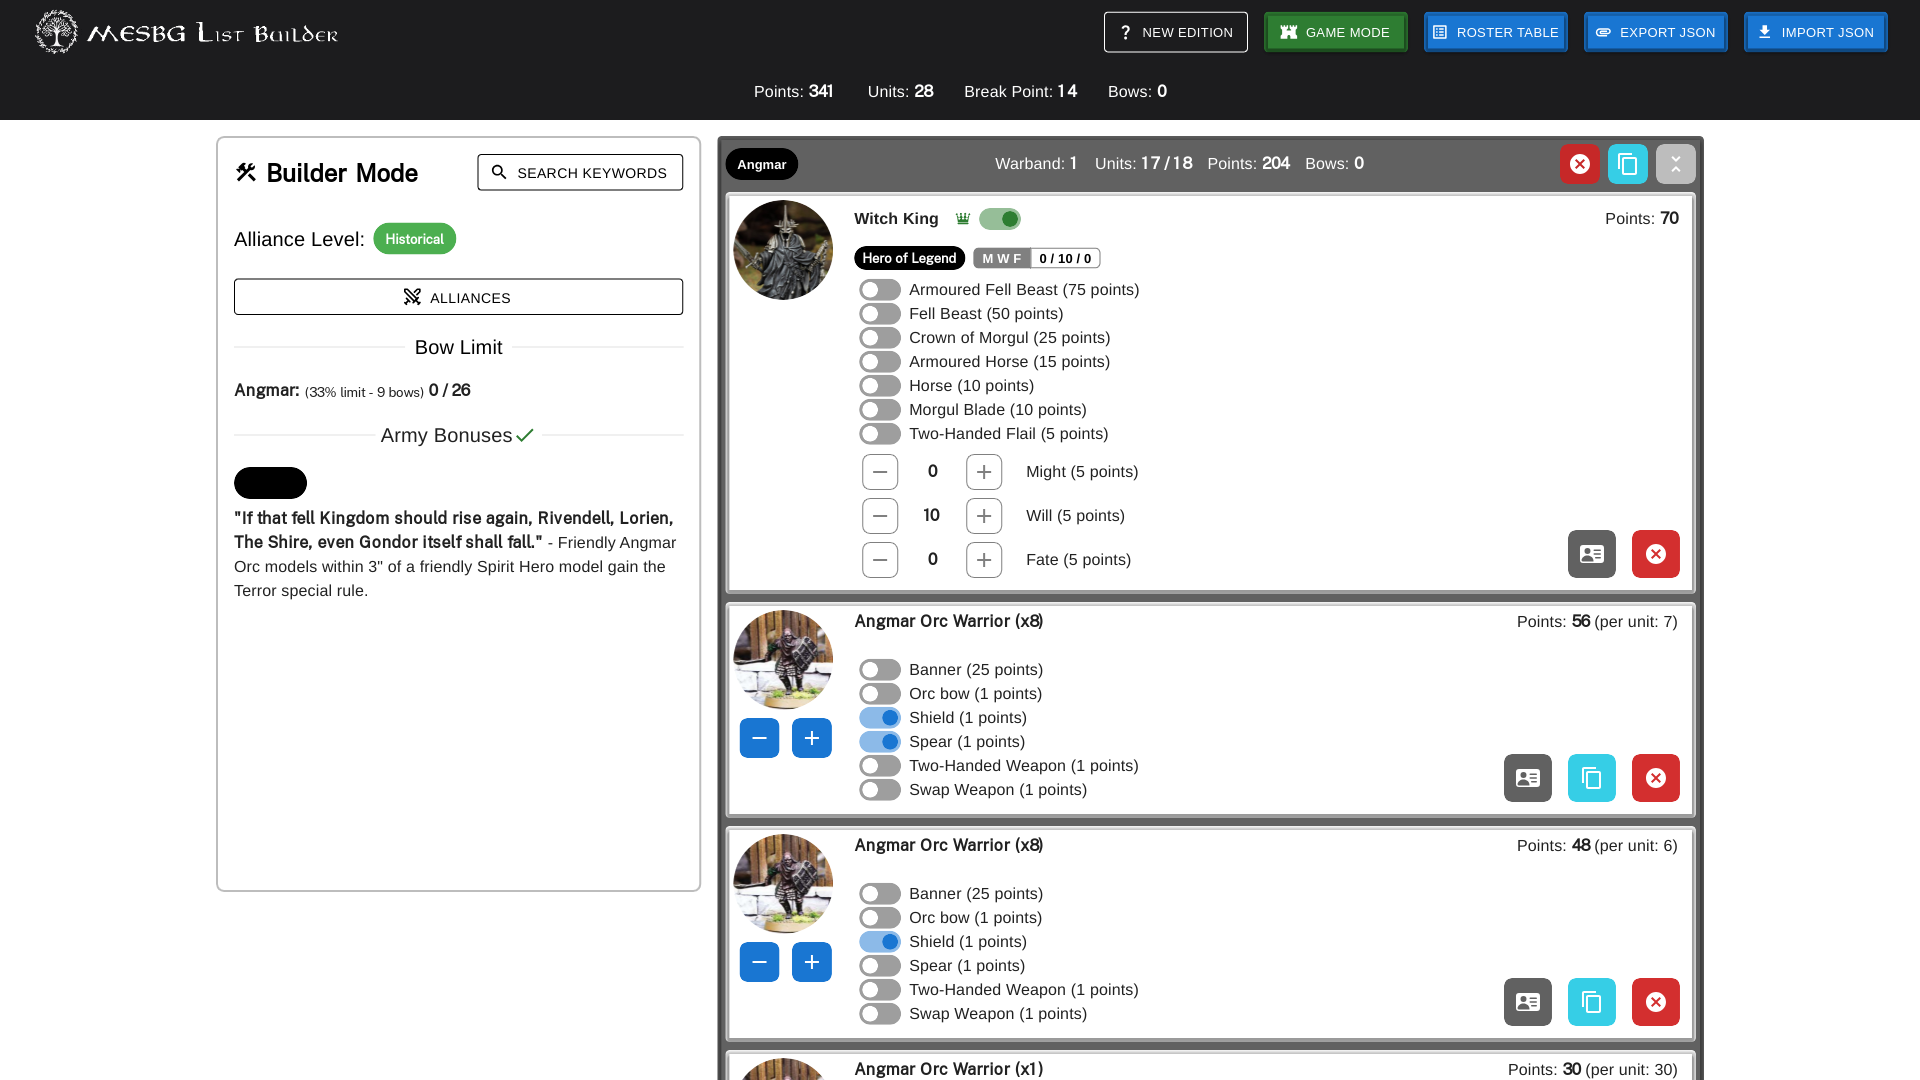 MESBG List Builder
? NEW EDITION
GAME MODE
ROSTER TABLE
EXPORT JSON
IMPORT JSON
Points: 341 Units: 28 Break Point: 14 Bows: 0
Builder Mode
SEARCH KEYWORDS
Alliance Level: Historical
ALLIANCES
Bow Limit
Angmar: (33% limit - 9 bows) 0 / 26
Army Bonuses
"If that fell Kingdom should rise again, Rivendell, Lorien,
The Shire, even Gondor itself shall fall." - Friendly Angmar
Orc models within 3" of a friendly Spirit Hero model gain the
Terror special rule.
Angmar
Warband: 1 Units: 17 / 18 Points: 204 Bows: 0
Witch King
Points: 70
Hero of Legend
M W F 0 / 10 / 0
Armoured Fell Beast (75 points)
Fell Beast (50 points)
Crown of Morgul (25 points)
Armoured Horse (15 points)
Horse (10 points)
Morgul Blade (10 points)
Two-Handed Flail (5 points)
0 Might (5 points)
10 Will (5 points)
0 Fate (5 points)
Angmar Orc Warrior (x8)
Points: 56 (per unit: 7)
Banner (25 points)
Orc bow (1 points)
Shield (1 points)
Spear (1 points)
Two-Handed Weapon (1 points)
Swap Weapon (1 points)
Angmar Orc Warrior (x8)
Points: 48 (per unit: 6)
Banner (25 points)
Orc bow (1 points)
Shield (1 points)
Spear (1 points)
Two-Handed Weapon (1 points)
Swap Weapon (1 points)
Angmar Orc Warrior (x1)
Points: 30 (per unit: 30)